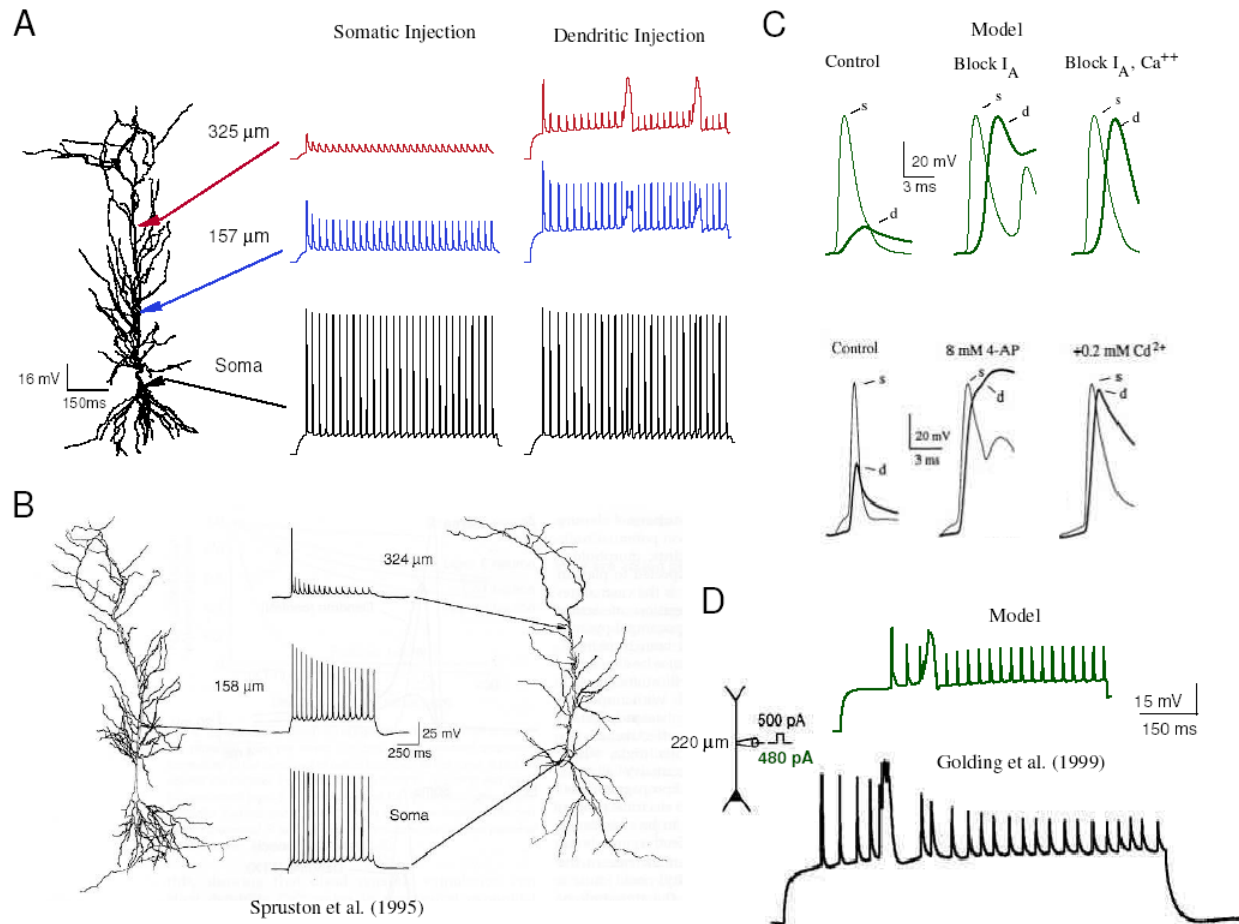 A
Somatic Injection
Dendritic Injection
325 µm
157 µm
Soma
16 mV
150ms
B
324 µm
158 µm
25 mV
250 ms
Soma
Spruston et al. (1995)
C
Model
Control
Block I_A
Block I_A, Ca⁺⁺
s
d
s
d
s
d
20 mV
3 ms
Control
8 mM 4-AP
+0.2 mM Cd²⁺
s
d
s
d
s
d
20 mV
3 ms
D
Model
15 mV
150 ms
500 pA
220 µm
480 pA
Golding et al. (1999)